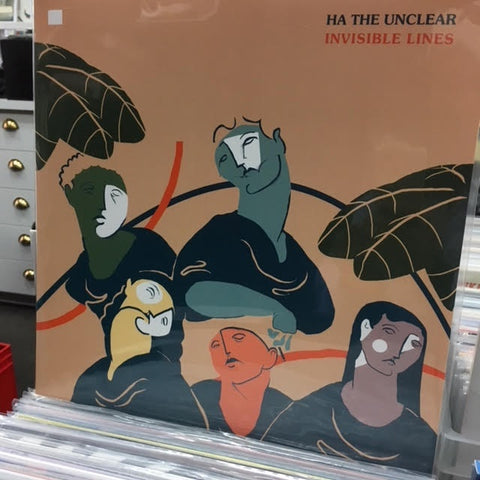 HA THE UNCLEAR
INVISIBLE LINES